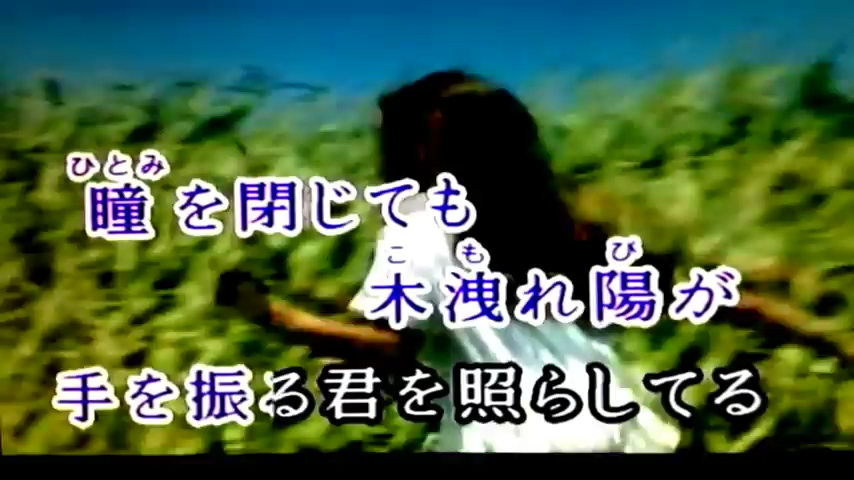 ひとみ
瞳を閉じても
こも　ひ
木洩れ陽が
手を振る君を照らしてる